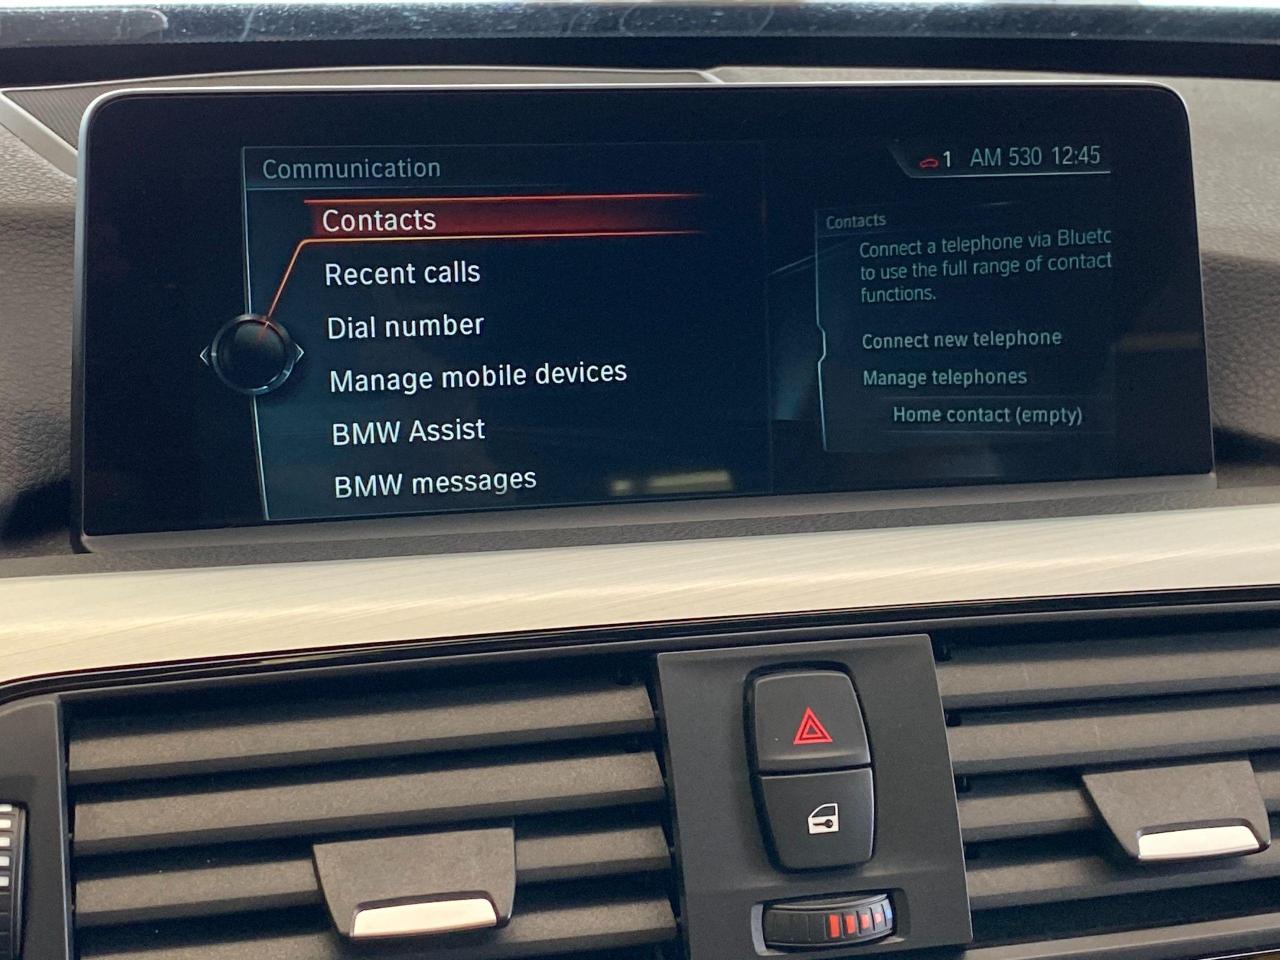 Communication
1 AM 530 12:45
Contacts
Recent calls
Dial number
Manage mobile devices
BMW Assist
BMW messages
Contacts
Connect a telephone via Bluetc
to use the full range of contact
functions.
Connect new telephone
Manage telephones
Home contact (empty)